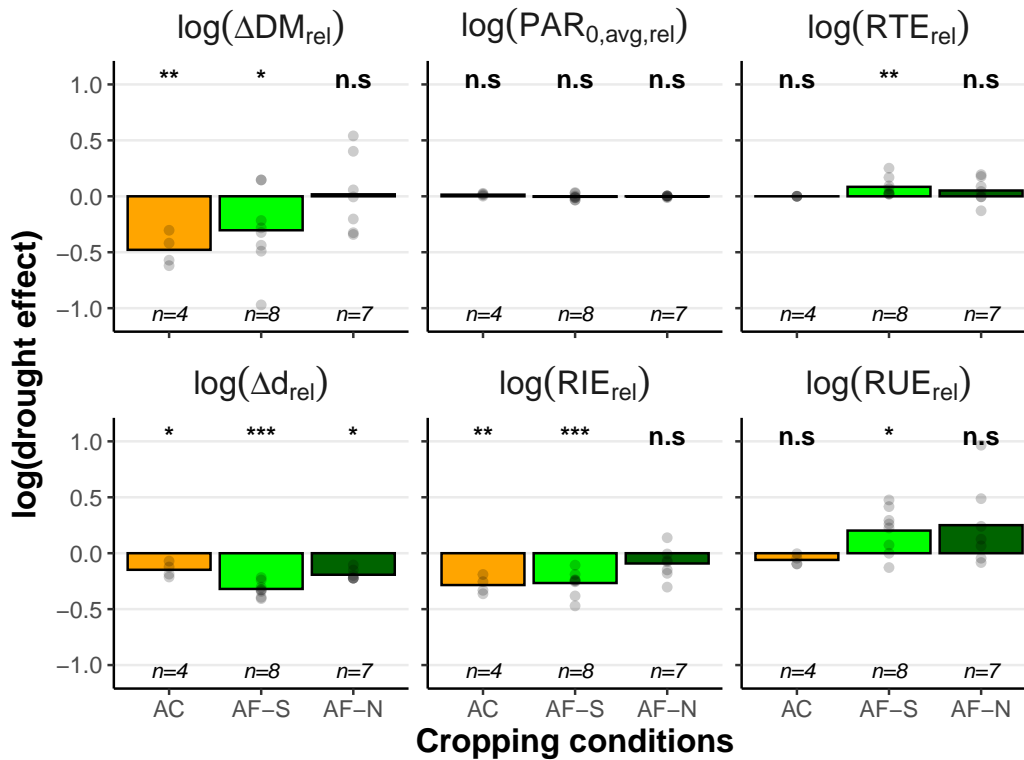 log(ΔDMrel) log(PAR0,avg,rel) log(RTErel)
** * n.s n.s n.s n.s n.s ** n.s
1.0
0.5
0.0
−0.5
−1.0
n=4 n=8 n=7 n=4 n=8 n=7 n=4 n=8 n=7
log(Δdrel) log(RIErel) log(RUErel)
* *** * ** *** n.s n.s * n.s
1.0
0.5
0.0
−0.5
−1.0
n=4 n=8 n=7 n=4 n=8 n=7 n=4 n=8 n=7
AC AF−S AF−N AC AF−S AF−N AC AF−S AF−N
log(drought effect)
Cropping conditions